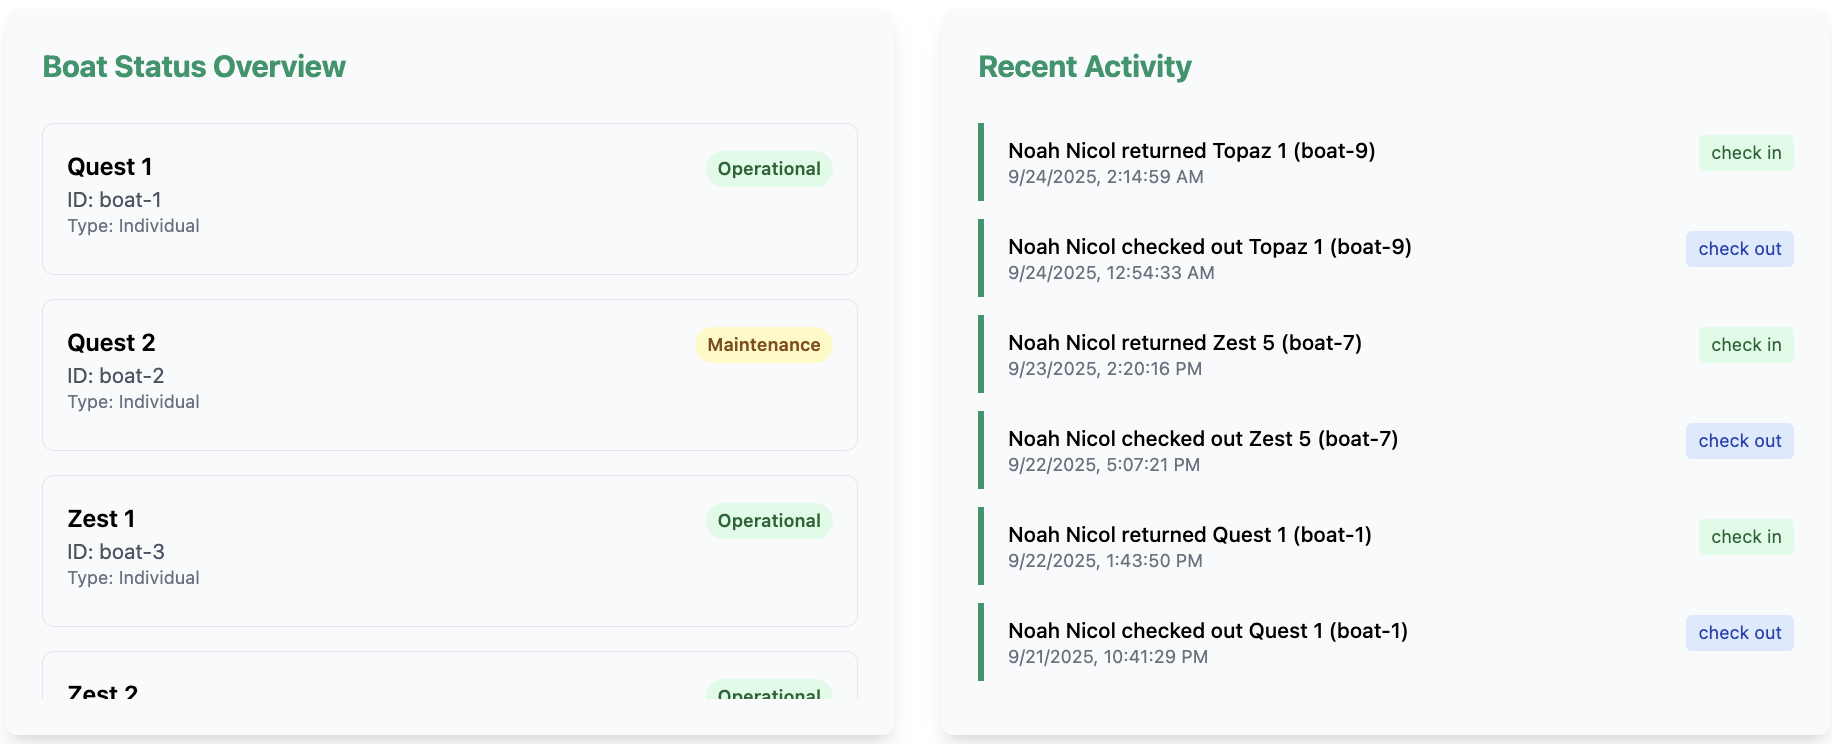 Boat Status Overview
Quest 1
Operational
ID: boat-1
Type: Individual
Quest 2
Maintenance
ID: boat-2
Type: Individual
Zest 1
Operational
ID: boat-3
Type: Individual
Zest 2
Operational
Recent Activity
Noah Nicol returned Topaz 1 (boat-9)
check in
9/24/2025, 2:14:59 AM
Noah Nicol checked out Topaz 1 (boat-9)
check out
9/24/2025, 12:54:33 AM
Noah Nicol returned Zest 5 (boat-7)
check in
9/23/2025, 2:20:16 PM
Noah Nicol checked out Zest 5 (boat-7)
check out
9/22/2025, 5:07:21 PM
Noah Nicol returned Quest 1 (boat-1)
check in
9/22/2025, 1:43:50 PM
Noah Nicol checked out Quest 1 (boat-1)
check out
9/21/2025, 10:41:29 PM